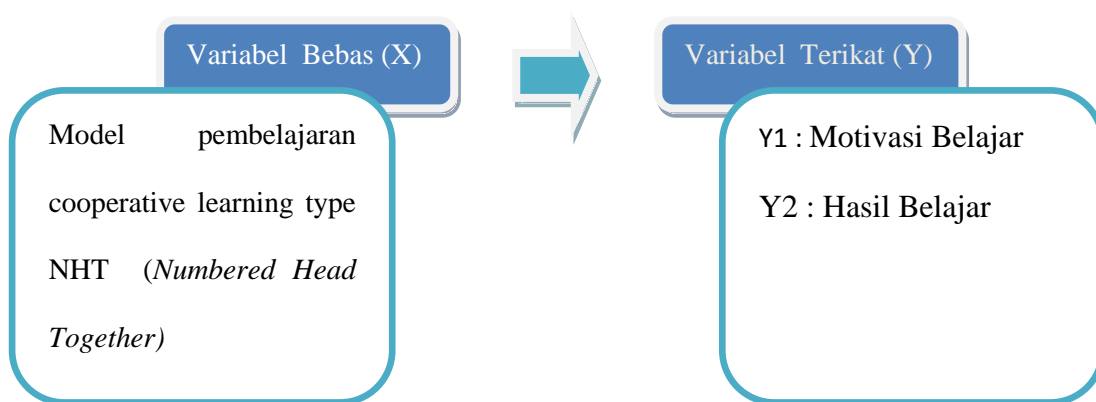 Variabel Bebas (X)
Model pembelajaran
cooperative learning type
NHT (Numbered Head
Together)
Variabel Terikat (Y)
Y1 : Motivasi Belajar
Y2 : Hasil Belajar